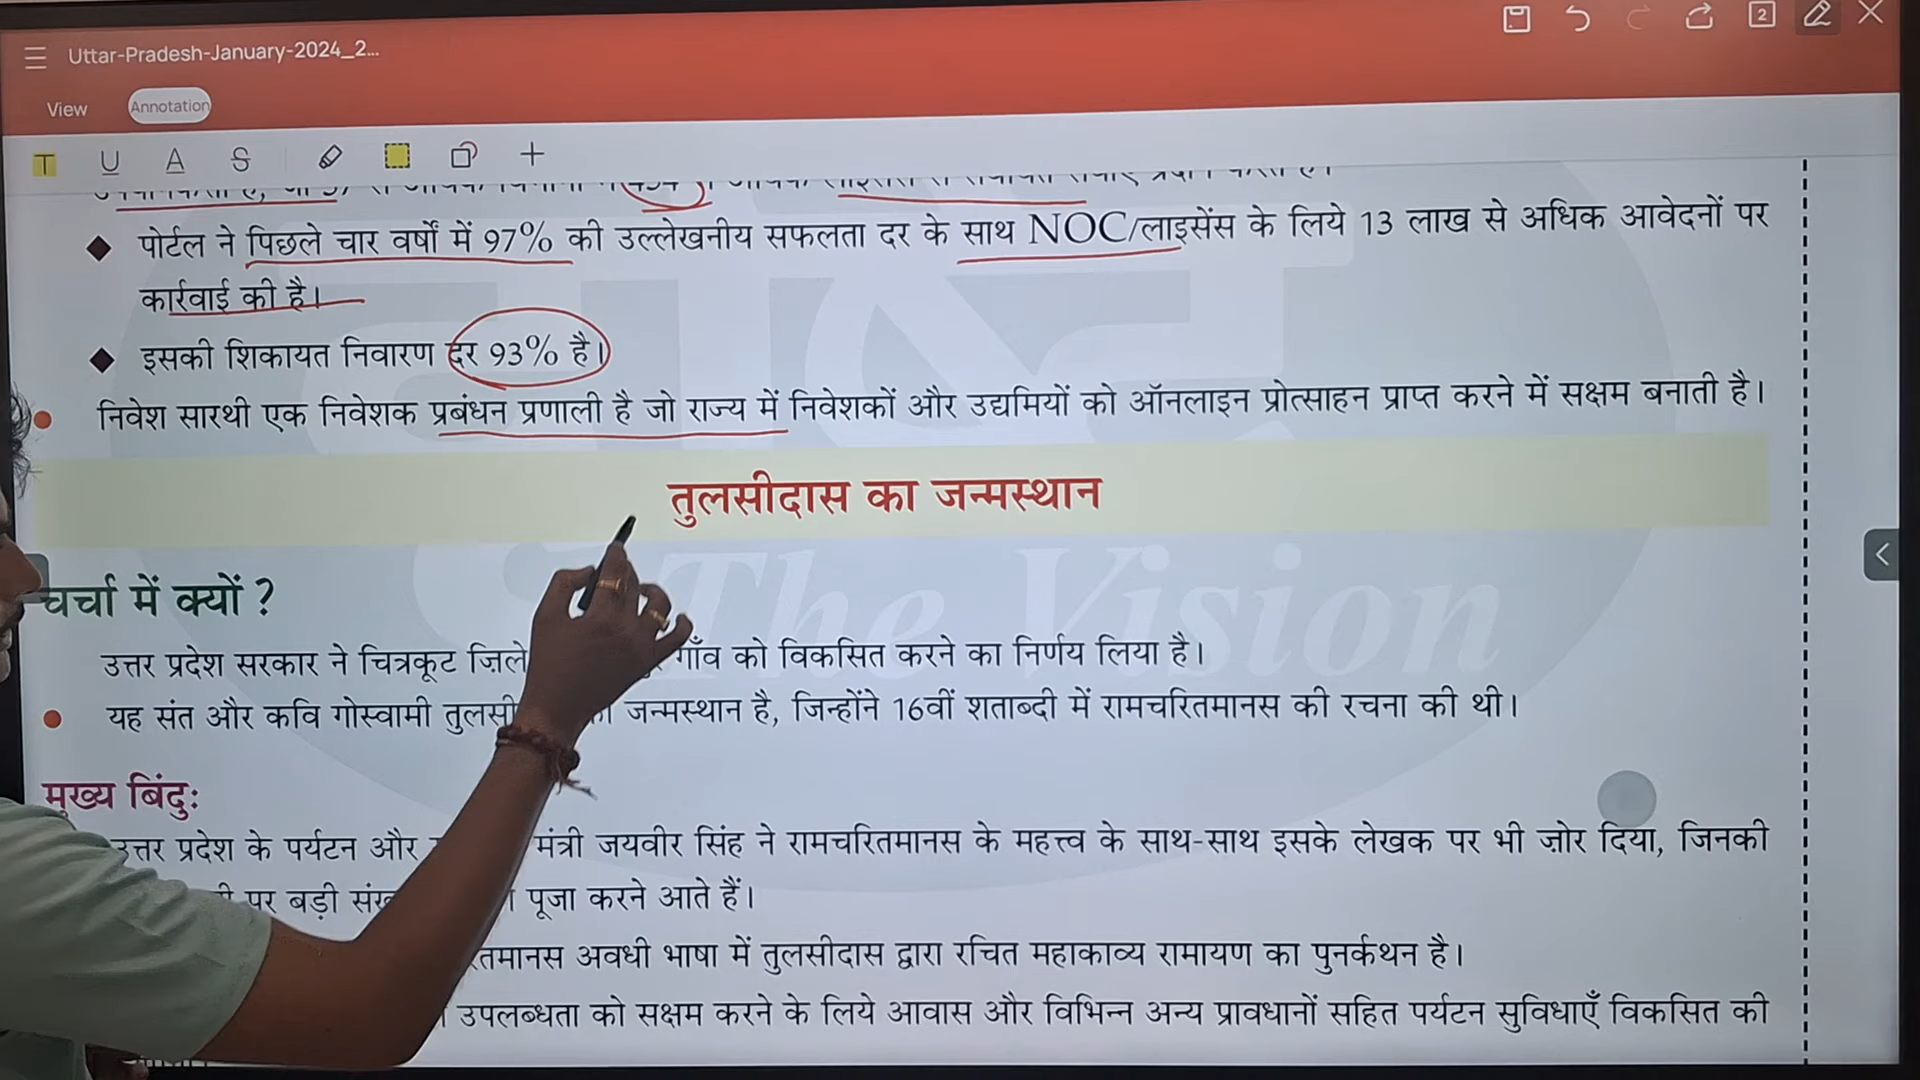 Uttar-Pradesh-January-2024_2...
2
View
Annotation
T U A S
पोर्टल ने पिछले चार वर्षों में 97% की उल्लेखनीय सफलता दर के साथ NOC/लाइसेंस के लिये 13 लाख से अधिक आवेदनों पर
कार्रवाई की है।
इसकी शिकायत निवारण दर 93% है।
निवेश सारथी एक निवेशक प्रबंधन प्रणाली है जो राज्य में निवेशकों और उद्यमियों को ऑनलाइन प्रोत्साहन प्राप्त करने में सक्षम बनाती है।
तुलसीदास का जन्मस्थान
The Vision
चर्चा में क्यों ?
उत्तर प्रदेश सरकार ने चित्रकूट ज़िले गाँव को विकसित करने का निर्णय लिया है।
यह संत और कवि गोस्वामी जन्मस्थान है, जिन्होंने 16वीं शताब्दी में रामचरितमानस की रचना की थी।
मुख्य बिंदु:
उत्तर प्रदेश के पर्यटन और मंत्री जयवीर सिंह ने रामचरितमानस के महत्त्व के साथ-साथ इसके लेखक पर भी ज़ोर दिया, जिनकी
पर बड़ी पूजा करने आते हैं।
अवधी भाषा में तुलसीदास द्वारा रचित महाकाव्य रामायण का पुनर्कथन है।
उपलब्धता को सक्षम करने के लिये आवास और विभिन्न अन्य प्रावधानों सहित पर्यटन सुविधाएँ विकसित की